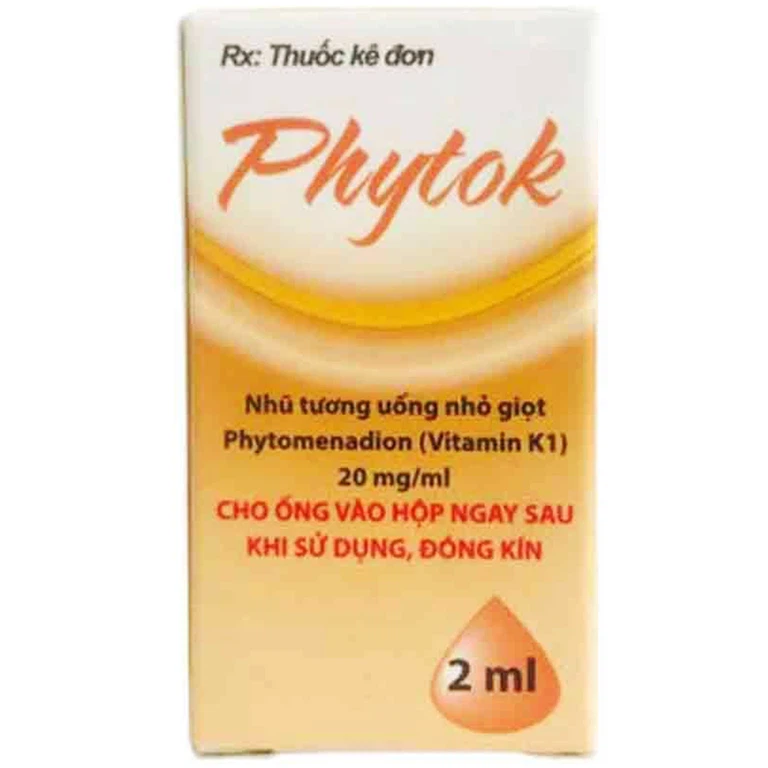 Rx: Thuốc kê đơn
Phytok
Nhũ tương uống nhỏ giọt
Phytomenadion (Vitamin K1)
20 mg/ml
CHO ỐNG VÀO HỘP NGAY SAU
KHI SỬ DỤNG, ĐÓNG KÍN
2 ml